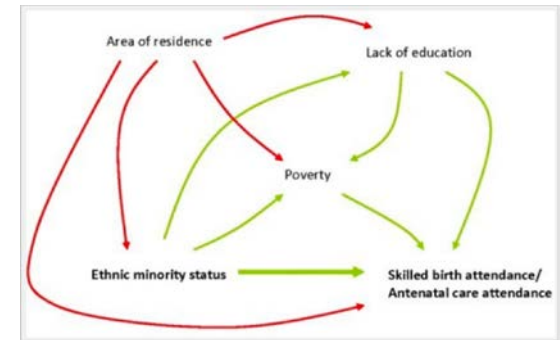 Area of residence
Lack of education
Poverty
Ethnic minority status
Skilled birth attendance/
Antenatal care attendance